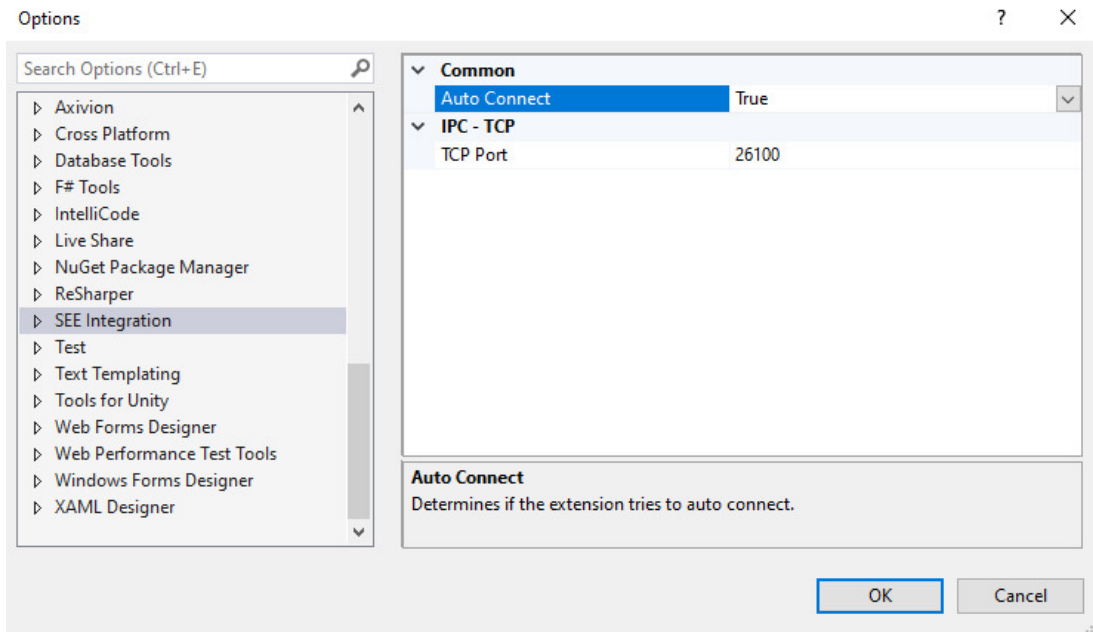 Options
?
Search Options (Ctrl+E)
Axivion
Cross Platform
Database Tools
F# Tools
IntelliCode
Live Share
NuGet Package Manager
ReSharper
SEE Integration
Test
Text Templating
Tools for Unity
Web Forms Designer
Web Performance Test Tools
Windows Forms Designer
XAML Designer
Common
Auto Connect True
IPC - TCP
TCP Port 26100
Auto Connect
Determines if the extension tries to auto connect.
OK Cancel